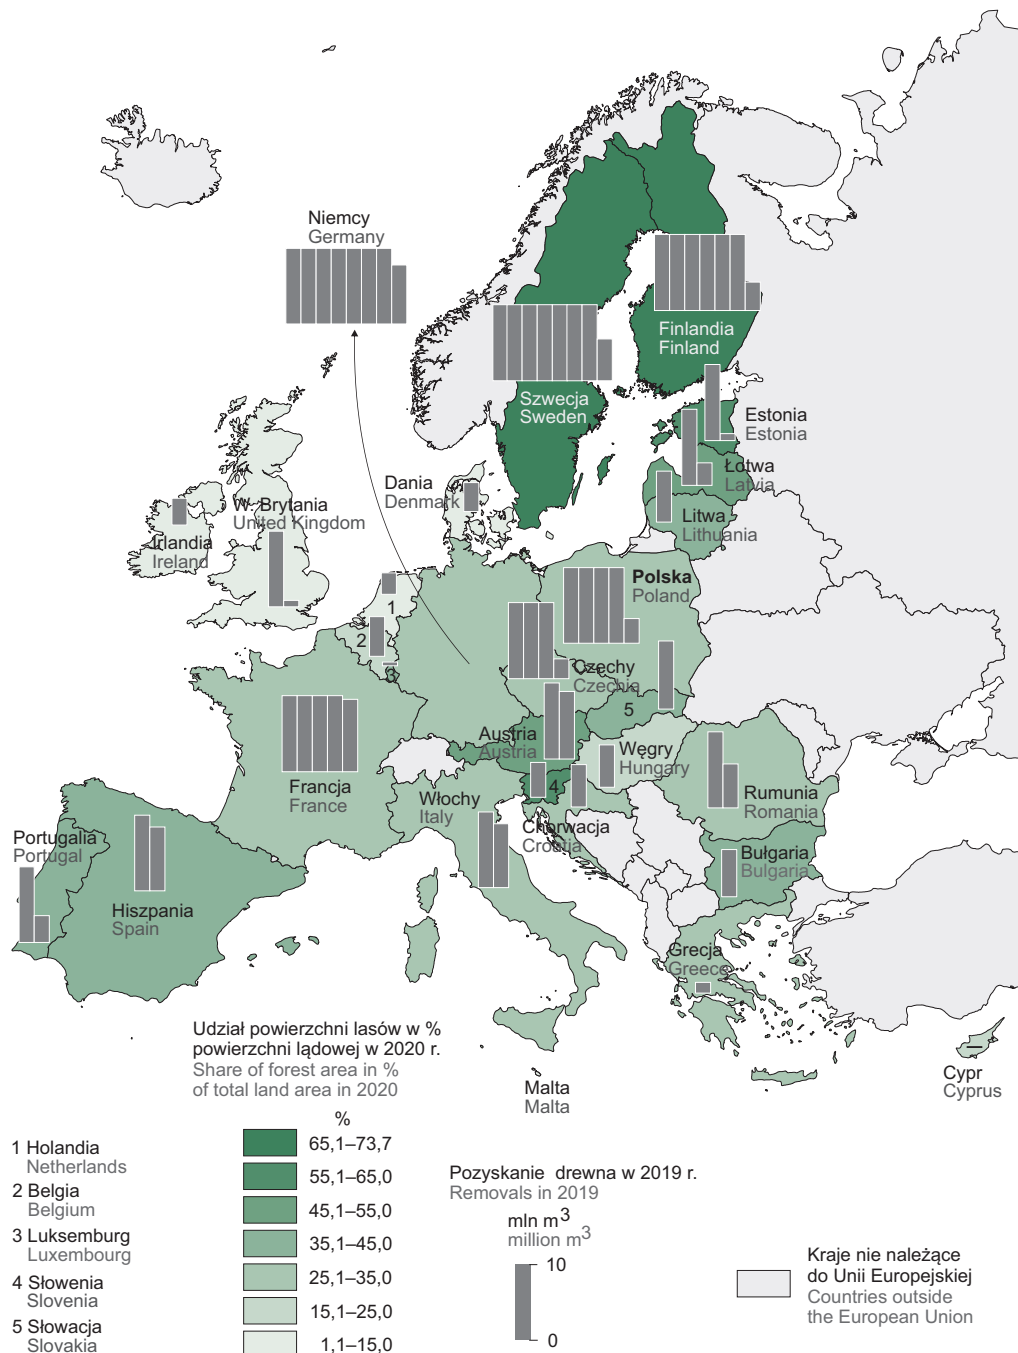 Niemcy
Germany
Finlandia
Finland
Szwecja
Sweden
Estonia
Estonia
Łotwa
Latvia
Dania
Denmark
W. Brytania
United Kingdom
Litwa
Lithuania
Irlandia
Ireland
Polska
Poland
1
2
3
Czechy
Czechia
5
Austria
Austria
Węgry
Hungary
4
Francja
France
Rumunia
Romania
Włochy
Italy
Chorwacja
Croatia
Portugalia
Portugal
Bułgaria
Bulgaria
Hiszpania
Spain
Grecja
Greece
Cypr
Cyprus
Malta
Malta
Udział powierzchni lasów w %
powierzchni lądowej w 2020 r.
Share of forest area in %
of total land area in 2020
%
65,1–73,7
55,1–65,0
45,1–55,0
35,1–45,0
25,1–35,0
15,1–25,0
1,1–15,0
1 Holandia
Netherlands
2 Belgia
Belgium
3 Luksemburg
Luxembourg
4 Słowenia
Slovenia
5 Słowacja
Slovakia
Pozyskanie drewna w 2019 r.
Removals in 2019
mln m³
million m³
10
0
Kraje nie należące
do Unii Europejskiej
Countries outside
the European Union